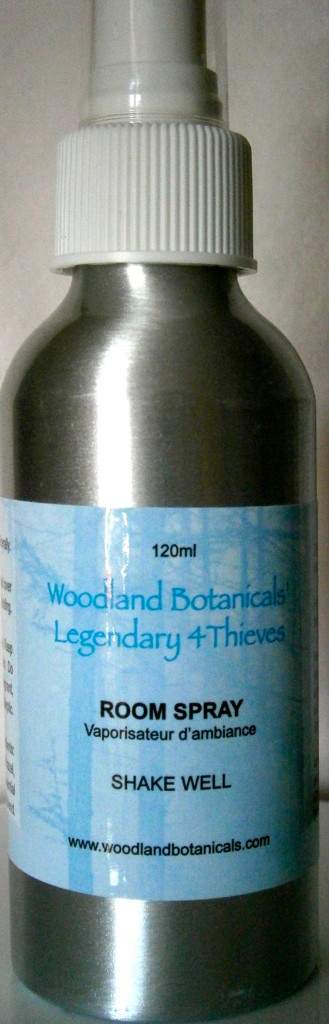 120ml
Woodland Botanicals'
Legendary 4Thieves
ROOM SPRAY
Vaporisateur d'ambiance
SHAKE WELL
www.woodlandbotanicals.com